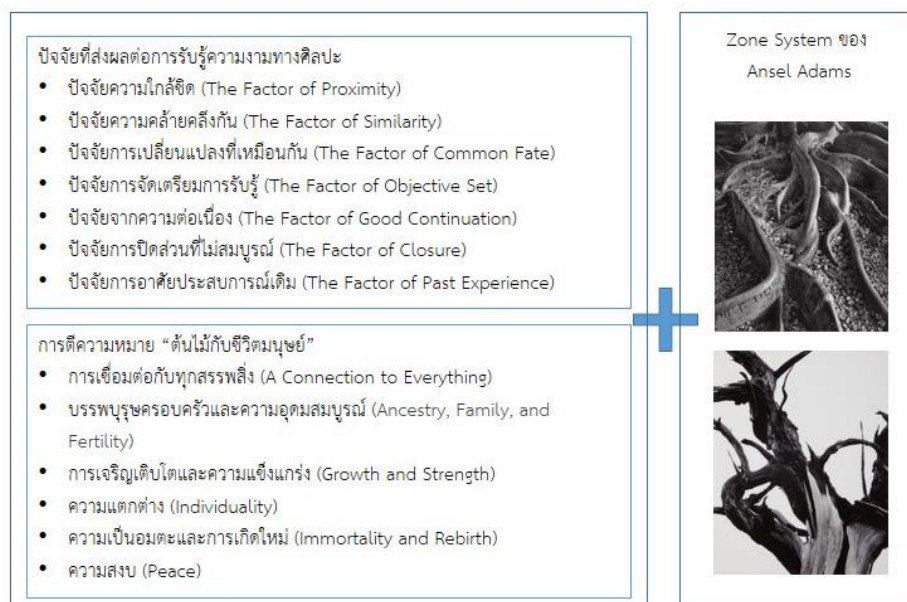 ปัจจัยที่ส่งผลต่อการรับรู้ความงามทางศิลปะ
• ปัจจัยความใกล้ชิด (The Factor of Proximity)
• ปัจจัยความคล้ายคลึงกัน (The Factor of Similarity)
• ปัจจัยการเปลี่ยนแปลงที่เหมือนกัน (The Factor of Common Fate)
• ปัจจัยการจัดเตรียมการรับรู้ (The Factor of Objective Set)
• ปัจจัยจากความต่อเนื่อง (The Factor of Good Continuation)
• ปัจจัยการปิดส่วนที่ไม่สมบูรณ์ (The Factor of Closure)
• ปัจจัยการอาศัยประสบการณ์เดิม (The Factor of Past Experience)
การตีความหมาย “ต้นไม้กับชีวิตมนุษย์”
• การเชื่อมต่อกับทุกสรรพสิ่ง (A Connection to Everything)
• บรรพบุรุษครอบครัวและความอุดมสมบูรณ์ (Ancestry, Family, and
Fertility)
• การเจริญเติบโตและความแข็งแกร่ง (Growth and Strength)
• ความแตกต่าง (Individuality)
• ความเป็นอมตะและการเกิดใหม่ (Immortality and Rebirth)
• ความสงบ (Peace)
Zone System ของ
Ansel Adams